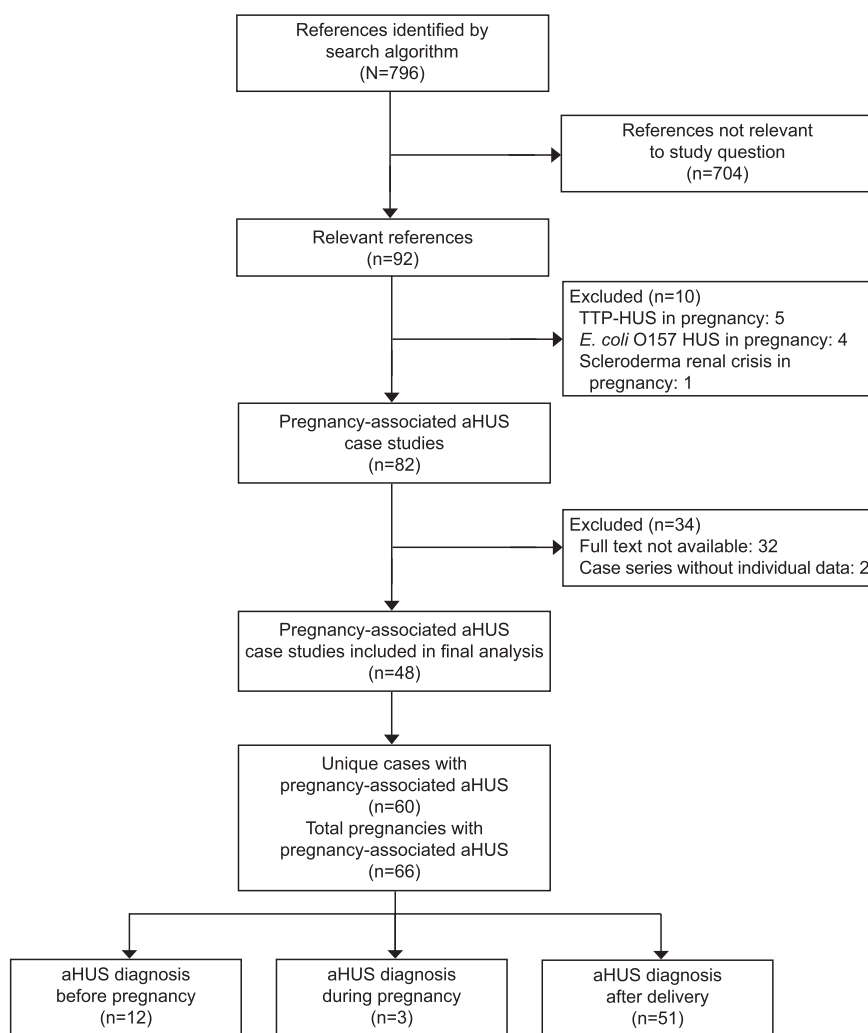 References identified by
search algorithm
(N=796)
References not relevant
to study question
(n=704)
Relevant references
(n=92)
Excluded (n=10)
TTP-HUS in pregnancy: 5
E. coli O157 HUS in pregnancy: 4
Scleroderma renal crisis in
pregnancy: 1
Pregnancy-associated aHUS
case studies
(n=82)
Excluded (n=34)
Full text not available: 32
Case series without individual data: 2
Pregnancy-associated aHUS
case studies included in final analysis
(n=48)
Unique cases with
pregnancy-associated aHUS
(n=60)
Total pregnancies with
pregnancy-associated aHUS
(n=66)
aHUS diagnosis
before pregnancy
(n=12)
aHUS diagnosis
during pregnancy
(n=3)
aHUS diagnosis
after delivery
(n=51)